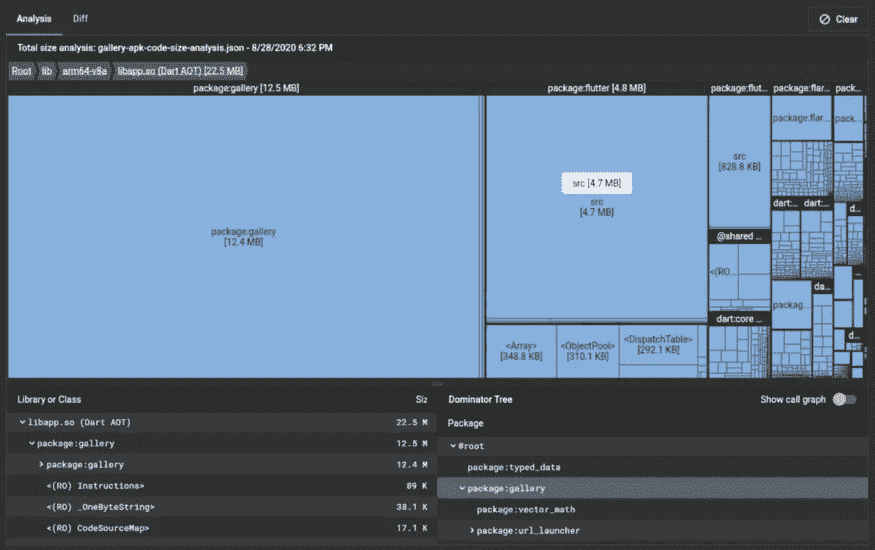 Analysis Diff Clear
Total size analysis: gallery-apk-code-size-analysis.json - 8/28/2020 6:32 PM
Root lib arm64-v8a libapp.so (Dart AOT) [22.5 MB]
package:gallery [12.5 MB] package:flutter [4.8 MB] package:flut... package:flar... pack...
package:flar... pack...
src
[828.8 KB]
src [4.7 MB]
src
[4.7 MB]
package:gallery
[12.4 MB]
dart:... dart:... d...
@shared ...
<(RO...
packag... da...
dart:core ...
<Array>
[348.8 KB]
<ObjectPool>
[310.1 KB]
<DispatchTable>
[292.1 KB]
d...
Library or Class Siz
libapp.so (Dart AOT) 22.5 M
package:gallery 12.5 M
package:gallery 12.4 M
<(RO) Instructions> 89 K
<(RO) _OneByteString> 38.1 K
<(RO) CodeSourceMap> 17.1 K
Dominator Tree Show call graph
Package
#root
package:typed_data
package:gallery
package:vector_math
package:url_launcher